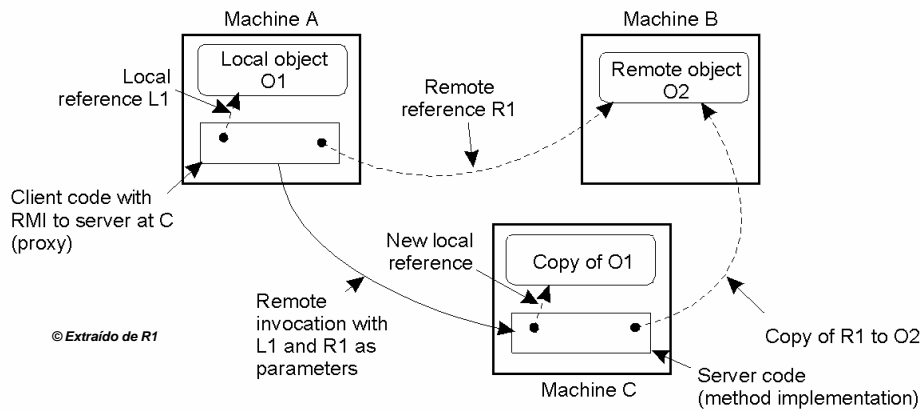 Machine A
Machine B
Local object
O1
Remote object
O2
Local
reference L1
Remote
reference R1
Client code with
RMI to server at C
(proxy)
New local
reference
Copy of O1
Remote
invocation with
L1 and R1 as
parameters
© Extraído de R1
Copy of R1 to O2
Machine C
Server code
(method implementation)